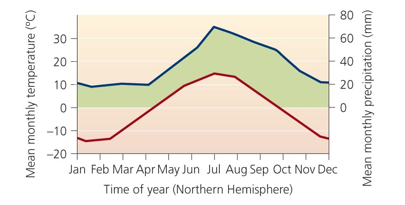 Mean monthly temperature (°C)
30
20
10
0
−10
−20
80
60
40
20
0
Mean monthly precipitation (mm)
Jan Feb Mar Apr May Jun Jul Aug Sep Oct Nov Dec
Time of year (Northern Hemisphere)